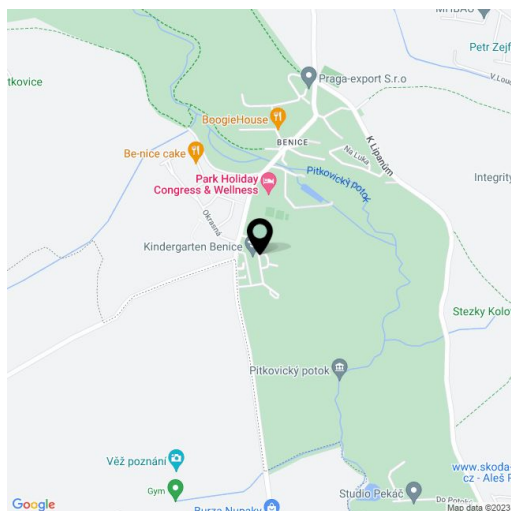 Petr Zejf
tkovice
Praga-export S.r.o
V Lou
BoogieHouse
BENICE
K Lipanům
Na Luka
Be-nice cake
Pitkovický potok
Integrity
Park Holiday
Congress & Wellness
Okrasná
Kindergarten Benice
Stezky Kolo
Pitkovický potok
Věž poznání
www.skoda-
cz - Aleš P
Gym
Studio Pekáč
Do Potoků
Burza Nupaky
Google
Map data ©2023